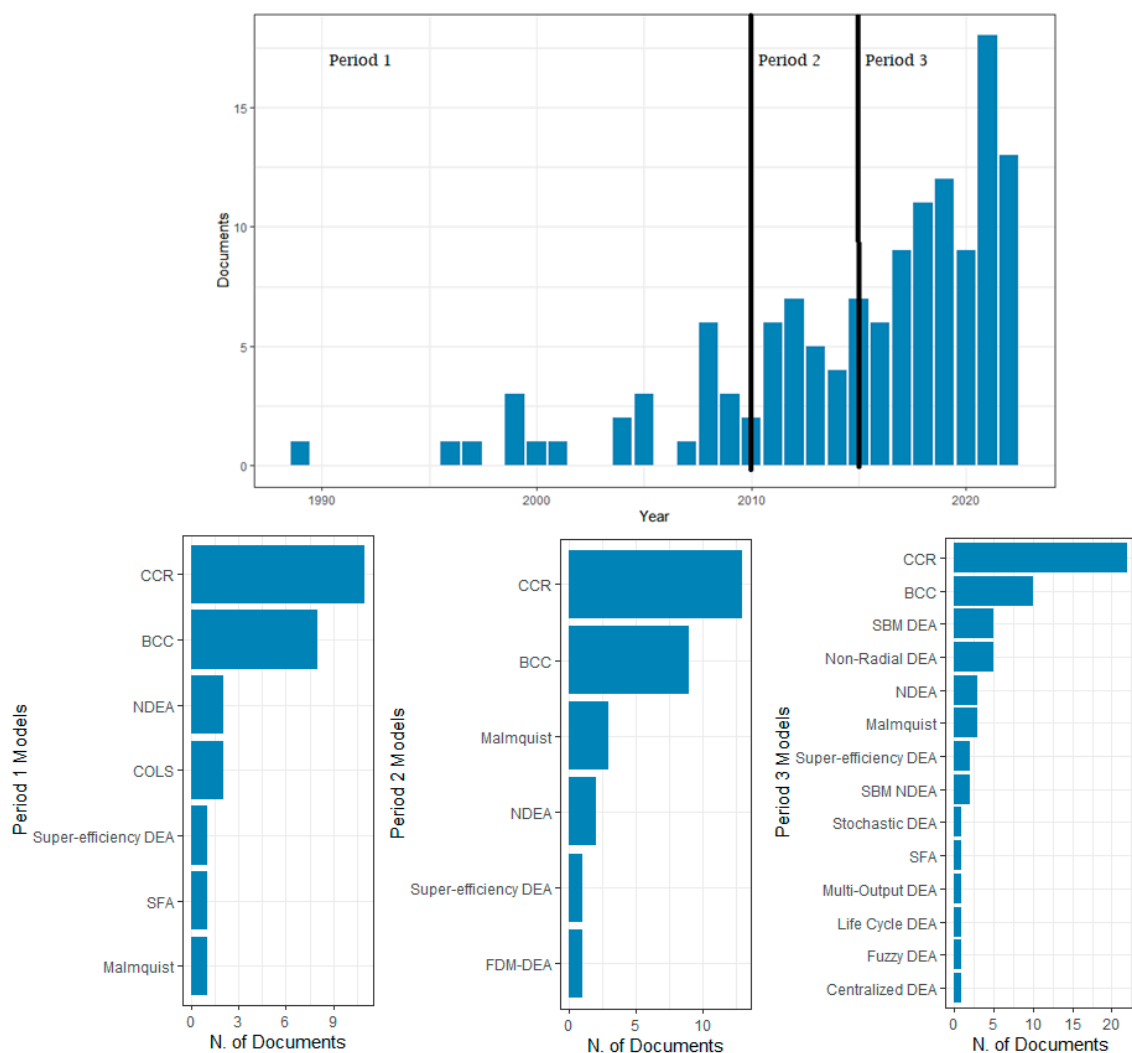 Period 1
Period 2
Period 3
15
10
5
0
Documents
1990
2000
2010
2020
Year
Period 1 Models
CCR
BCC
NDEA
COLS
Super-efficiency DEA
SFA
Malmquist
0
3
6
9
N. of Documents
Period 2 Models
CCR
BCC
Malmquist
NDEA
Super-efficiency DEA
FDM-DEA
0
5
10
N. of Documents
Period 3 Models
CCR
BCC
SBM DEA
Non-Radial DEA
NDEA
Malmquist
Super-efficiency DEA
SBM NDEA
Stochastic DEA
SFA
Multi-Output DEA
Life Cycle DEA
Fuzzy DEA
Centralized DEA
0
5
10
15
20
N. of Documents